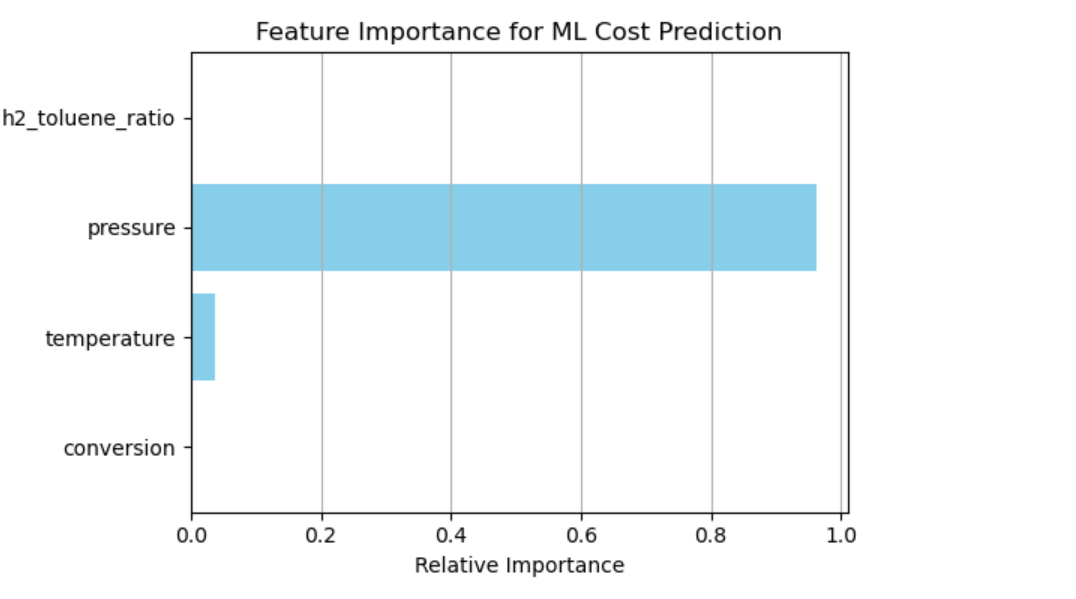 Feature Importance for ML Cost Prediction
h2_toluene_ratio
pressure
temperature
conversion
0.0 0.2 0.4 0.6 0.8 1.0
Relative Importance